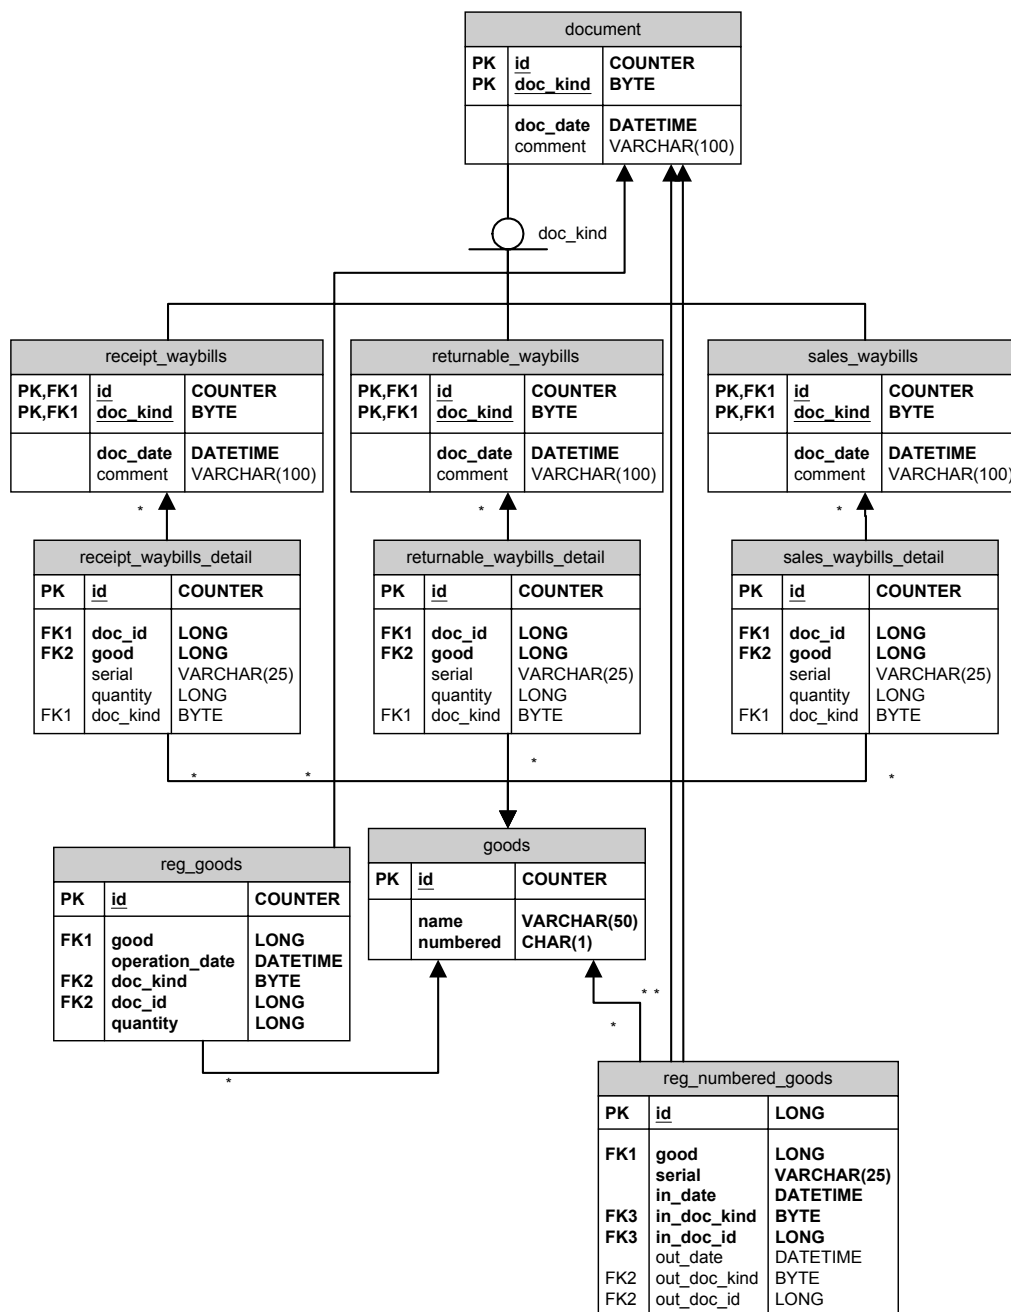 document
PK id COUNTER
PK doc_kind BYTE
doc_date DATETIME
comment VARCHAR(100)
doc_kind
receipt_waybills
PK,FK1 id COUNTER
PK,FK1 doc_kind BYTE
doc_date DATETIME
comment VARCHAR(100)
*
returnable_waybills
PK,FK1 id COUNTER
PK,FK1 doc_kind BYTE
doc_date DATETIME
comment VARCHAR(100)
*
sales_waybills
PK,FK1 id COUNTER
PK,FK1 doc_kind BYTE
doc_date DATETIME
comment VARCHAR(100)
*
receipt_waybills_detail
PK id COUNTER
FK1 doc_id LONG
FK2 good LONG
serial VARCHAR(25)
quantity LONG
FK1 doc_kind BYTE
returnable_waybills_detail
PK id COUNTER
FK1 doc_id LONG
FK2 good LONG
serial VARCHAR(25)
quantity LONG
FK1 doc_kind BYTE
sales_waybills_detail
PK id COUNTER
FK1 doc_id LONG
FK2 good LONG
serial VARCHAR(25)
quantity LONG
FK1 doc_kind BYTE
* * * *
reg_goods
PK id COUNTER
FK1 good LONG
operation_date DATETIME
FK2 doc_kind BYTE
FK2 doc_id LONG
quantity LONG
*
goods
PK id COUNTER
name VARCHAR(50)
numbered CHAR(1)
* *
*
reg_numbered_goods
PK id LONG
FK1 good LONG
serial VARCHAR(25)
in_date DATETIME
FK3 in_doc_kind BYTE
FK3 in_doc_id LONG
out_date DATETIME
FK2 out_doc_kind BYTE
FK2 out_doc_id LONG